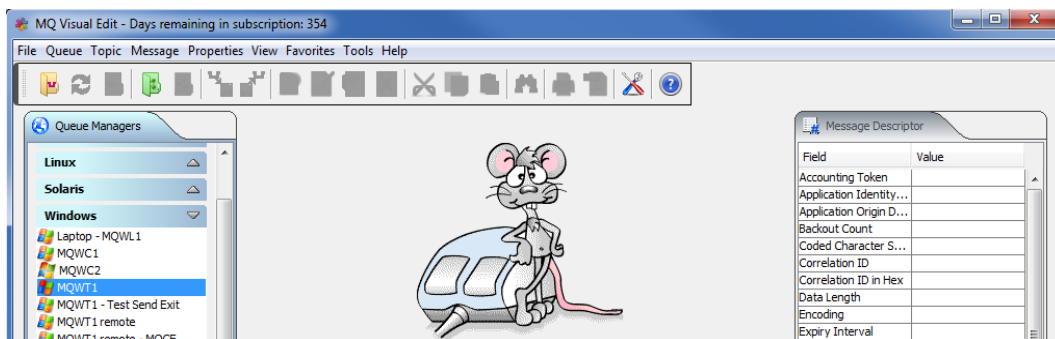 MQ Visual Edit - Days remaining in subscription: 354
File Queue Topic Message Properties View Favorites Tools Help
Queue Managers
Linux
Solaris
Windows
Laptop - MQWL1
MQWC1
MQWC2
MQWT1
MQWT1 - Test Send Exit
MQWT1 remote
MQWT1 remote - MQCE
Message Descriptor
Field Value
Accounting Token
Application Identity...
Application Origin D...
Backout Count
Coded Character S...
Correlation ID
Correlation ID in Hex
Data Length
Encoding
Expiry Interval